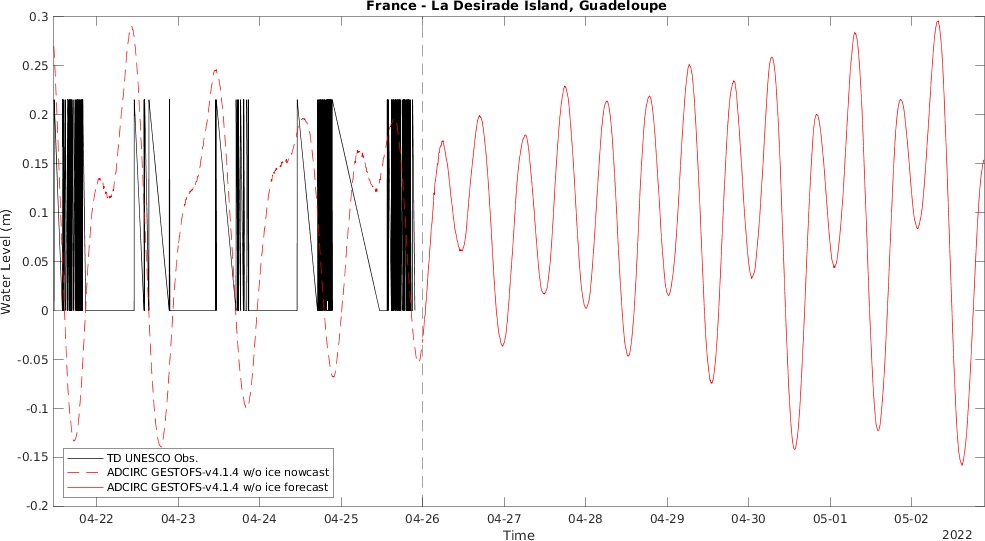 France - La Desirade Island, Guadeloupe
Water Level (m)
0.3
0.25
0.2
0.15
0.1
0.05
0
-0.05
-0.1
-0.15
-0.2
TD UNESCO Obs.
ADCIRC GESTOFS-v4.1.4 w/o ice nowcast
ADCIRC GESTOFS-v4.1.4 w/o ice forecast
04-22 04-23 04-24 04-25 04-26 04-27 04-28 04-29 04-30 05-01 05-02
Time
2022